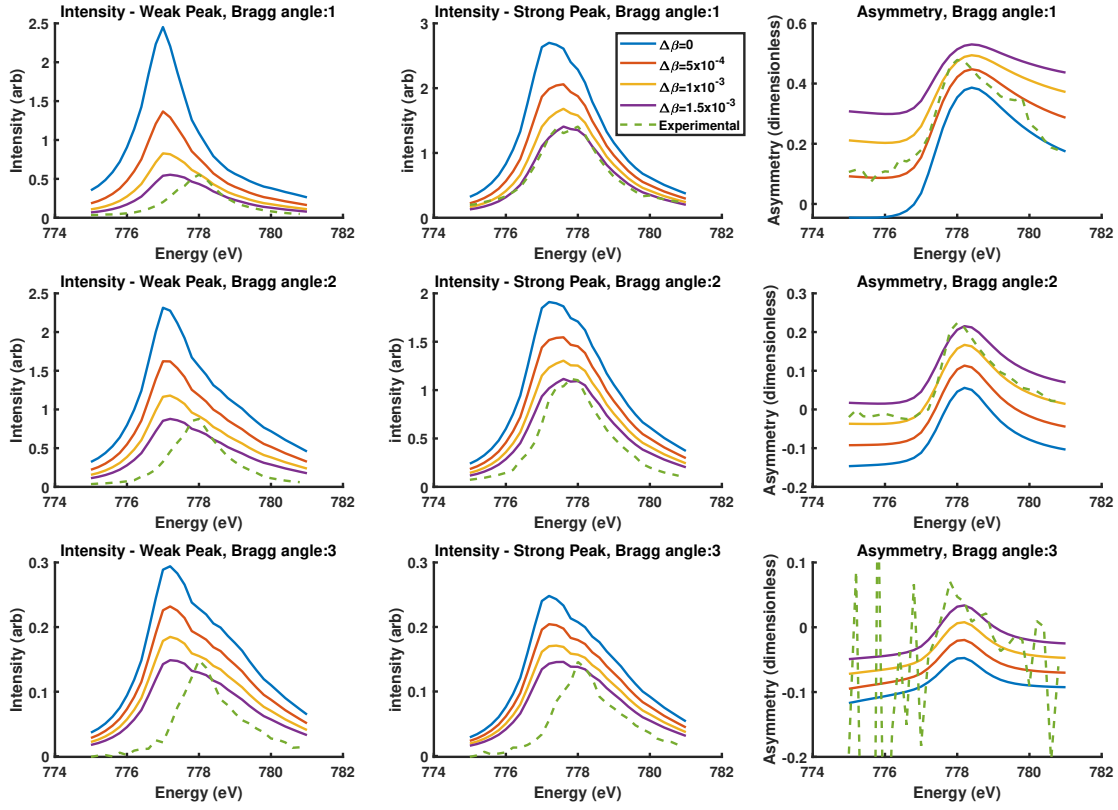 Intensity - Weak Peak, Bragg angle:1
Intensity (arb)
2.5
2
1.5
1
0.5
0
774 776 778 780 782
Energy (eV)
Intensity - Strong Peak, Bragg angle:1
intensity (arb)
3
2
1
0
774 776 778 780 782
Energy (eV)
Δβ=0
Δβ=5x10⁻⁴
Δβ=1x10⁻³
Δβ=1.5x10⁻³
Experimental
Asymmetry, Bragg angle:1
Asymmetry (dimensionless)
0.6
0.4
0.2
0
774 776 778 780 782
Energy (eV)
Intensity - Weak Peak, Bragg angle:2
Intensity (arb)
2.5
2
1.5
1
0.5
0
774 776 778 780 782
Energy (eV)
Intensity - Strong Peak, Bragg angle:2
intensity (arb)
2
1.5
1
0.5
0
774 776 778 780 782
Energy (eV)
Asymmetry, Bragg angle:2
Asymmetry (dimensionless)
0.3
0.2
0.1
0
-0.1
-0.2
774 776 778 780 782
Energy (eV)
Intensity - Weak Peak, Bragg angle:3
Intensity (arb)
0.3
0.2
0.1
0
774 776 778 780 782
Energy (eV)
Intensity - Strong Peak, Bragg angle:3
intensity (arb)
0.3
0.2
0.1
0
774 776 778 780 782
Energy (eV)
Asymmetry, Bragg angle:3
Asymmetry (dimensionless)
0.1
0
-0.1
-0.2
774 776 778 780 782
Energy (eV)